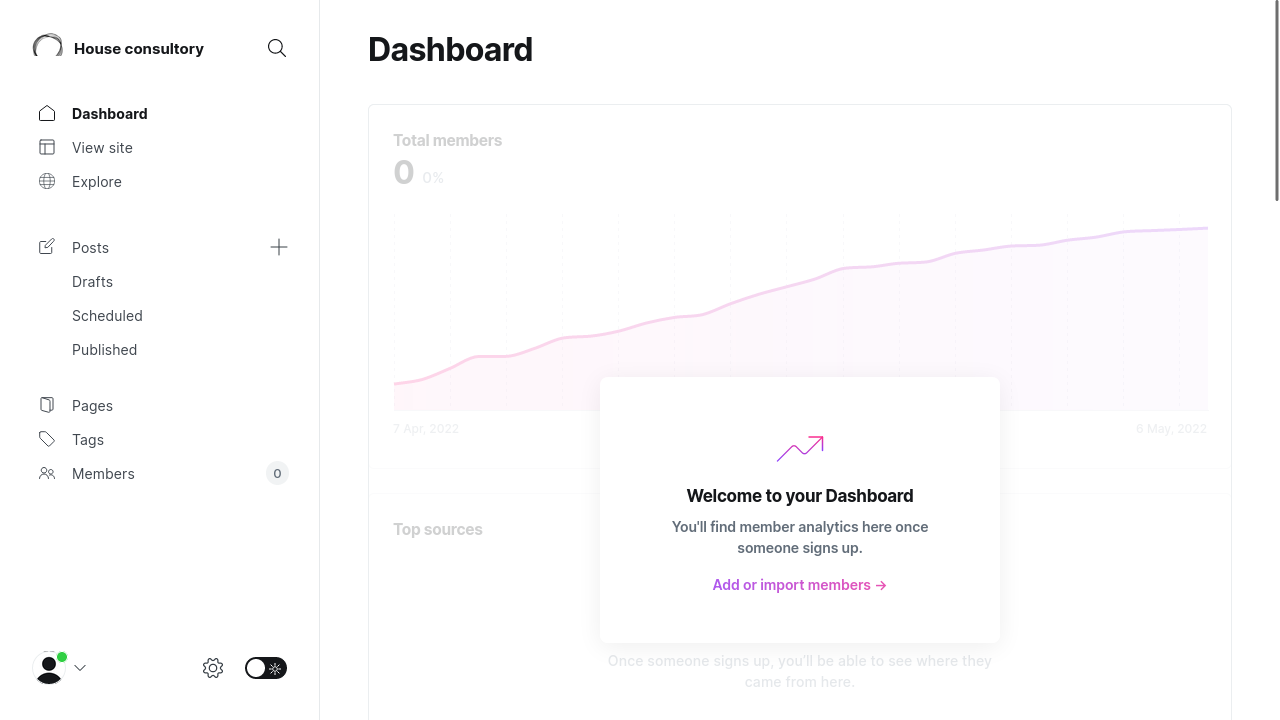 House consultory
Dashboard
View site
Explore
Posts
Drafts
Scheduled
Published
Pages
Tags
Members
0
Dashboard
Total members
0 0%
7 Apr, 2022
6 May, 2022
Welcome to your Dashboard
You'll find member analytics here once
someone signs up.
Add or import members →
Top sources
Once someone signs up, you'll be able to see where they
came from here.